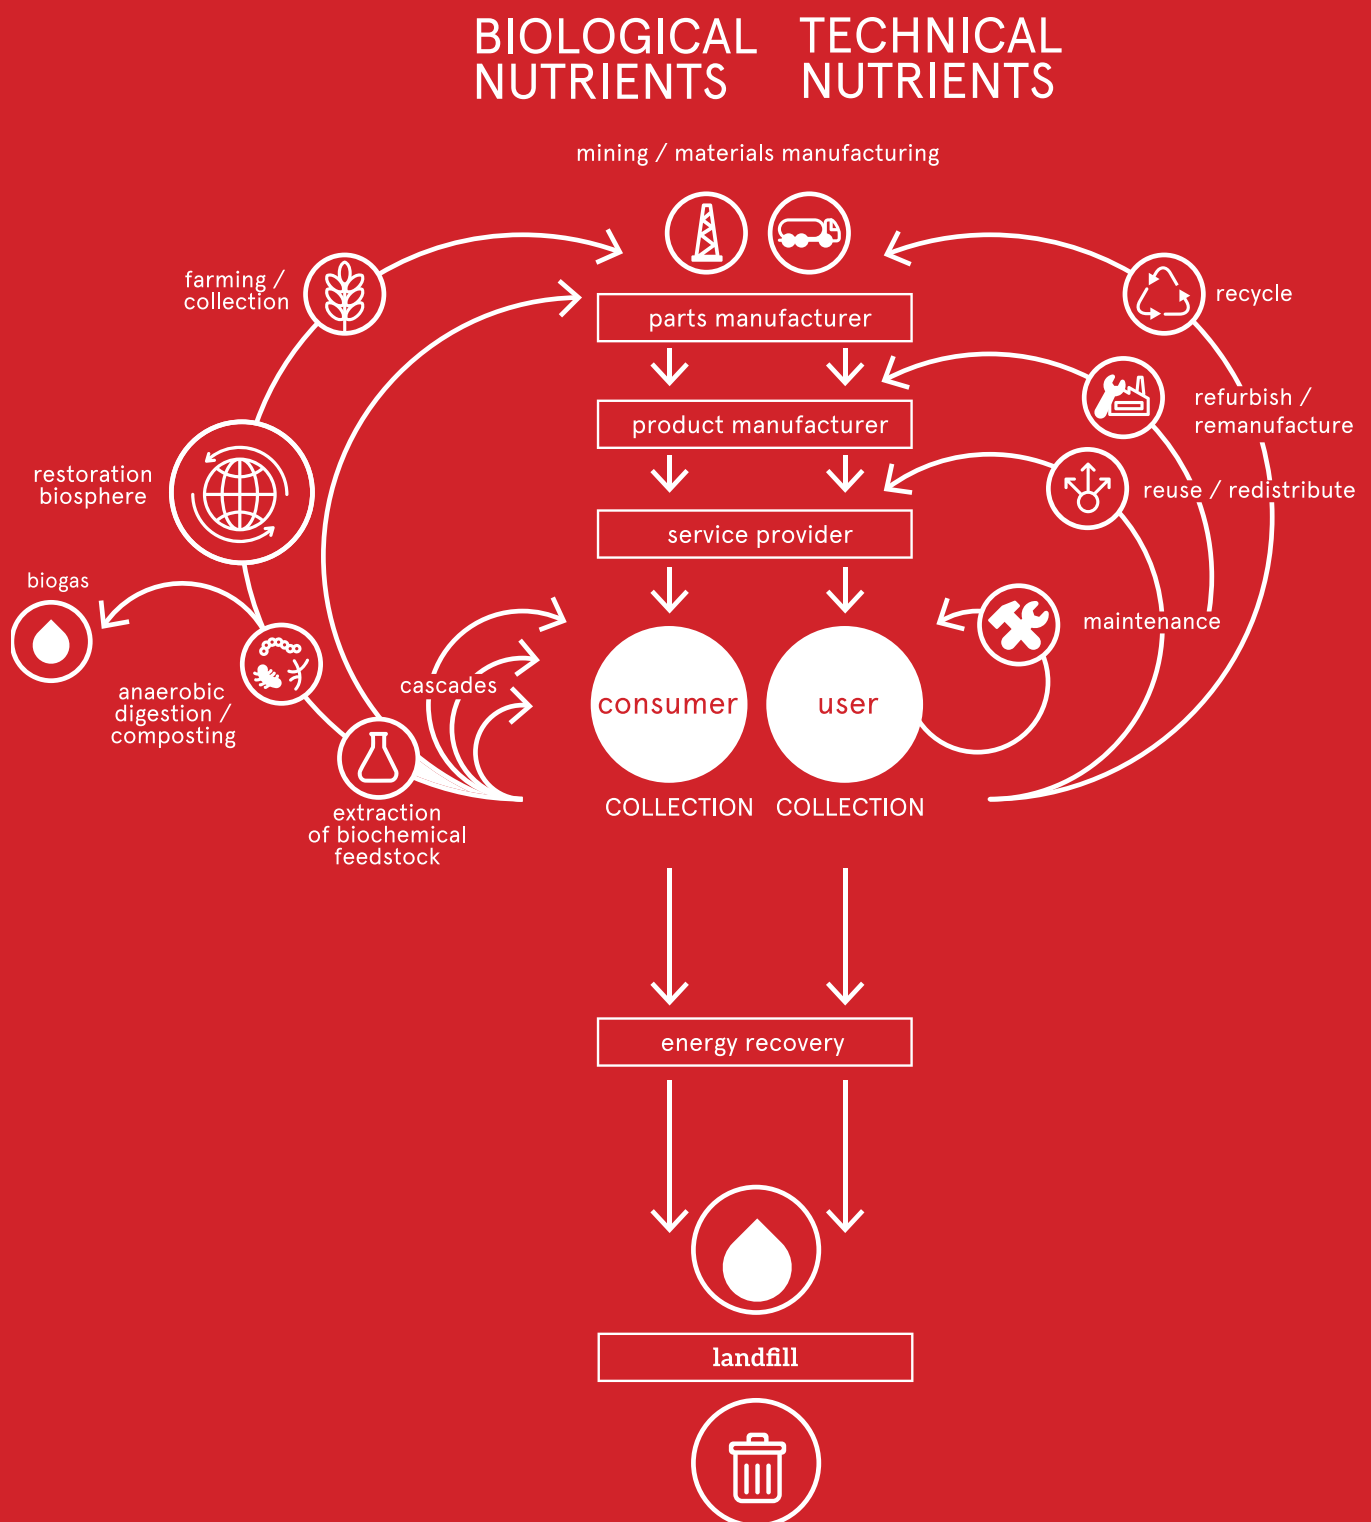 BIOLOGICAL
NUTRIENTS
TECHNICAL
NUTRIENTS
mining / materials manufacturing
farming /
collection
recycle
parts manufacturer
refurbish /
remanufacture
product manufacturer
restoration
biosphere
reuse / redistribute
service provider
biogas
maintenance
cascades
anaerobic
digestion /
composting
consumer
user
COLLECTION
COLLECTION
extraction
of biochemical
feedstock
energy recovery
landfill